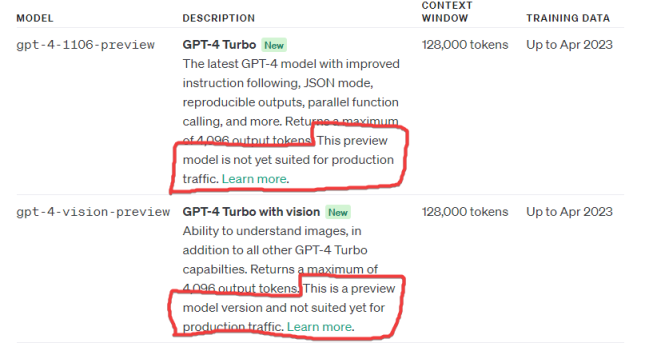 MODEL
DESCRIPTION
CONTEXT
WINDOW
TRAINING DATA
gpt-4-1106-preview
GPT-4 Turbo New
128,000 tokens
Up to Apr 2023
The latest GPT-4 model with improved
instruction following, JSON mode,
reproducible outputs, parallel function
calling, and more. Returns a maximum
of 4,096 output tokens. This preview
model is not yet suited for production
traffic. Learn more.
gpt-4-vision-preview
GPT-4 Turbo with vision New
128,000 tokens
Up to Apr 2023
Ability to understand images, in
addition to all other GPT-4 Turbo
capabilties. Returns a maximum of
4,096 output tokens. This is a preview
model version and not suited yet for
production traffic. Learn more.